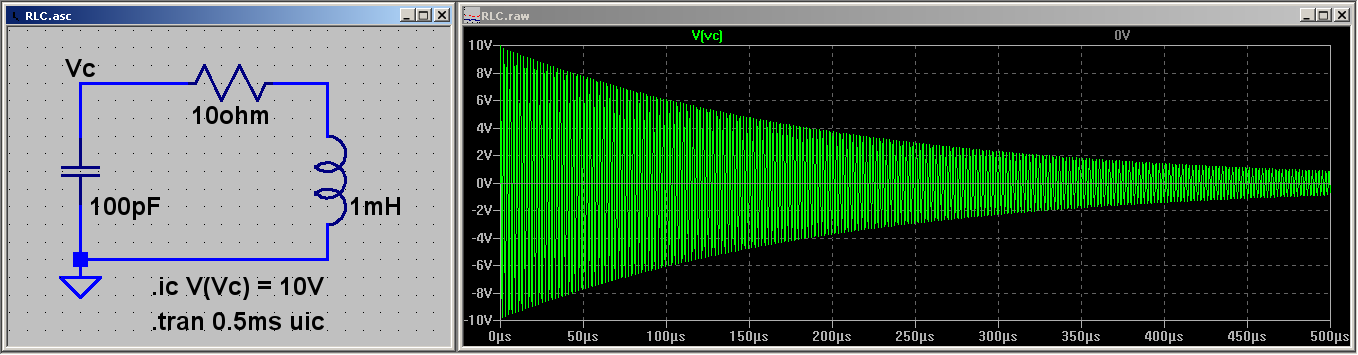 RLC.asc
Vc
10ohm
100pF
1mH
.ic V(Vc) = 10V
.tran 0.5ms uic
RLC.raw
V(vc)
0V
10V
8V
6V
4V
2V
0V
-2V
-4V
-6V
-8V
-10V
0µs
50µs
100µs
150µs
200µs
250µs
300µs
350µs
400µs
450µs
500µs